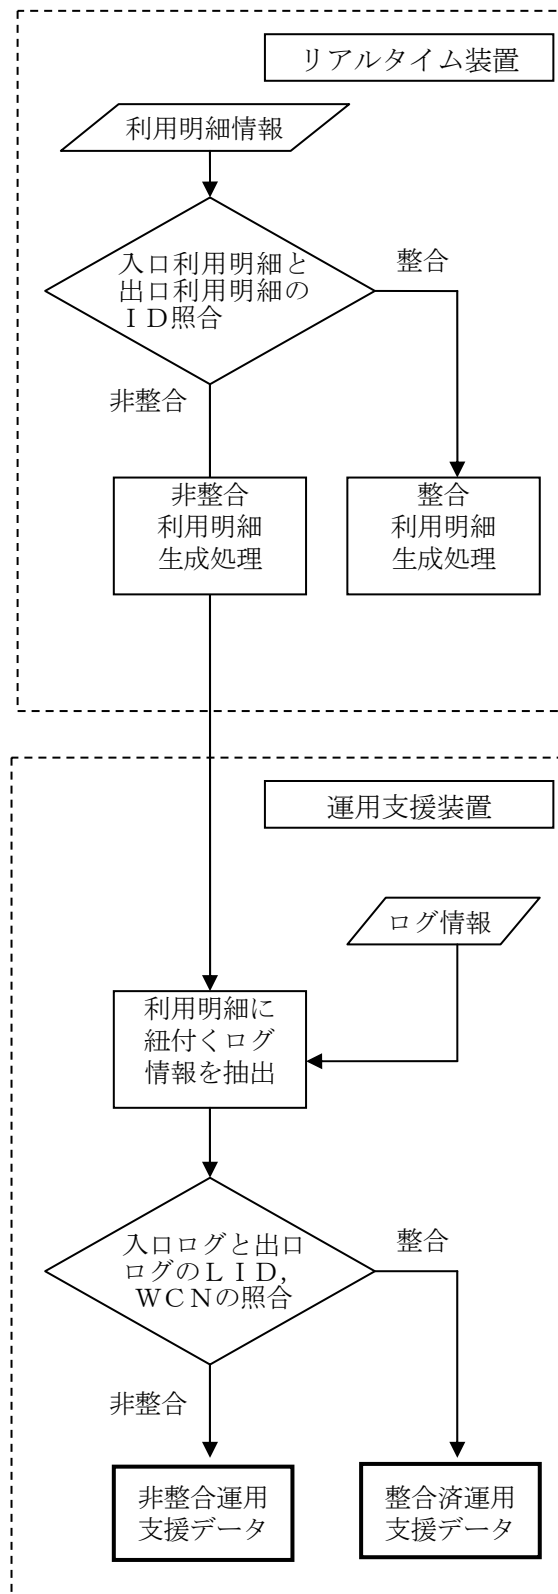 リアルタイム装置
利用明細情報
入口利用明細と
出口利用明細の
ＩＤ照合
整合
非整合
非整合
利用明細
生成処理
整合
利用明細
生成処理
運用支援装置
ログ情報
利用明細に
紐付くログ
情報を抽出
入口ログと出口
ログのＬＩＤ，
ＷＣＮの照合
整合
非整合
非整合運用
支援データ
整合済運用
支援データ